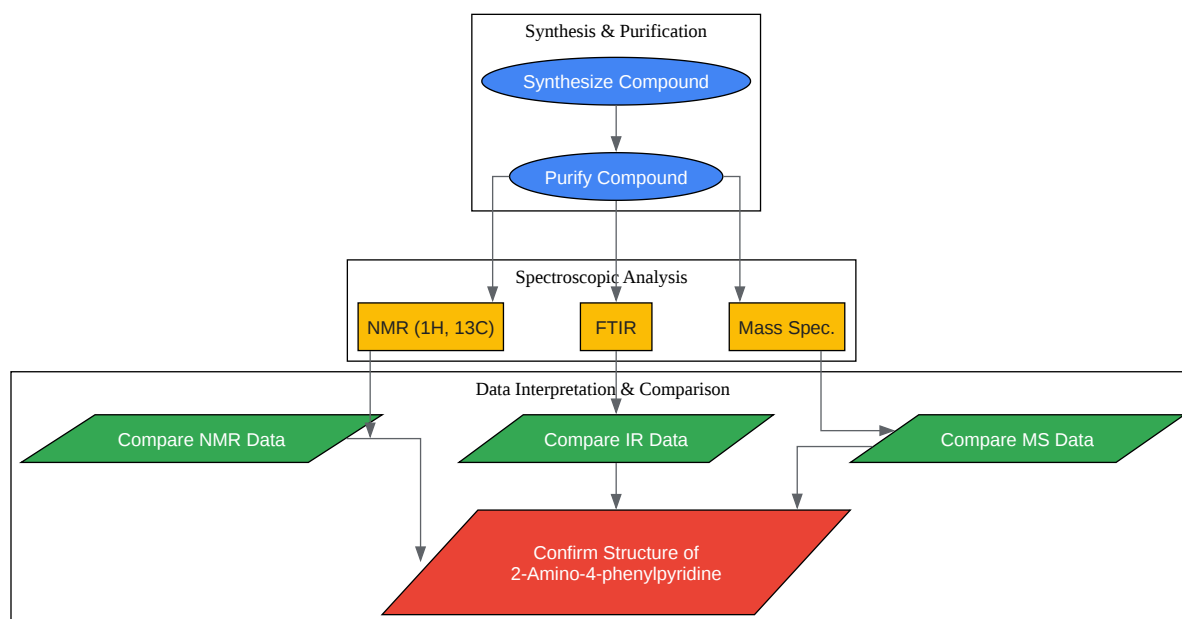 Synthesis & Purification
Synthesize Compound
Purify Compound
Spectroscopic Analysis
NMR (1H, 13C)
FTIR
Mass Spec.
Data Interpretation & Comparison
Compare NMR Data
Compare IR Data
Compare MS Data
Confirm Structure of
2-Amino-4-phenylpyridine